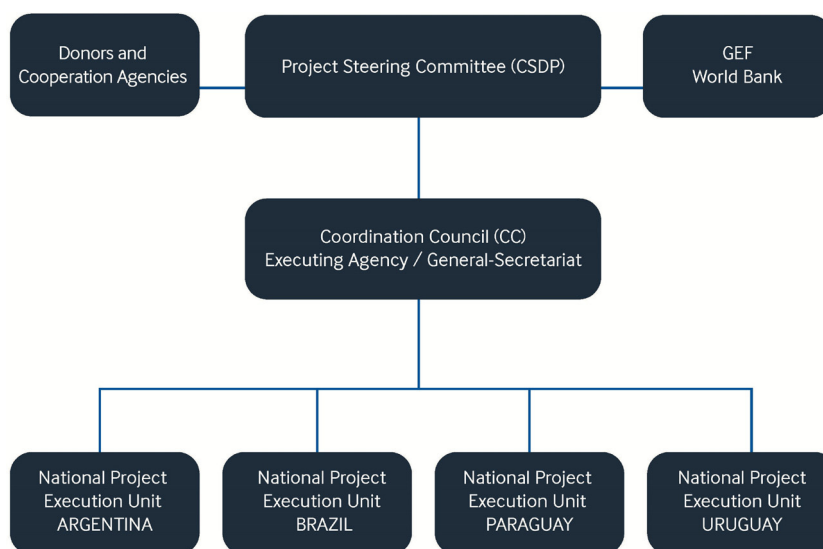 Donors and
Cooperation Agencies
Project Steering Committee (CSDP)
GEF
World Bank
Coordination Council (CC)
Executing Agency / General-Secretariat
National Project
Execution Unit
ARGENTINA
National Project
Execution Unit
BRAZIL
National Project
Execution Unit
PARAGUAY
National Project
Execution Unit
URUGUAY